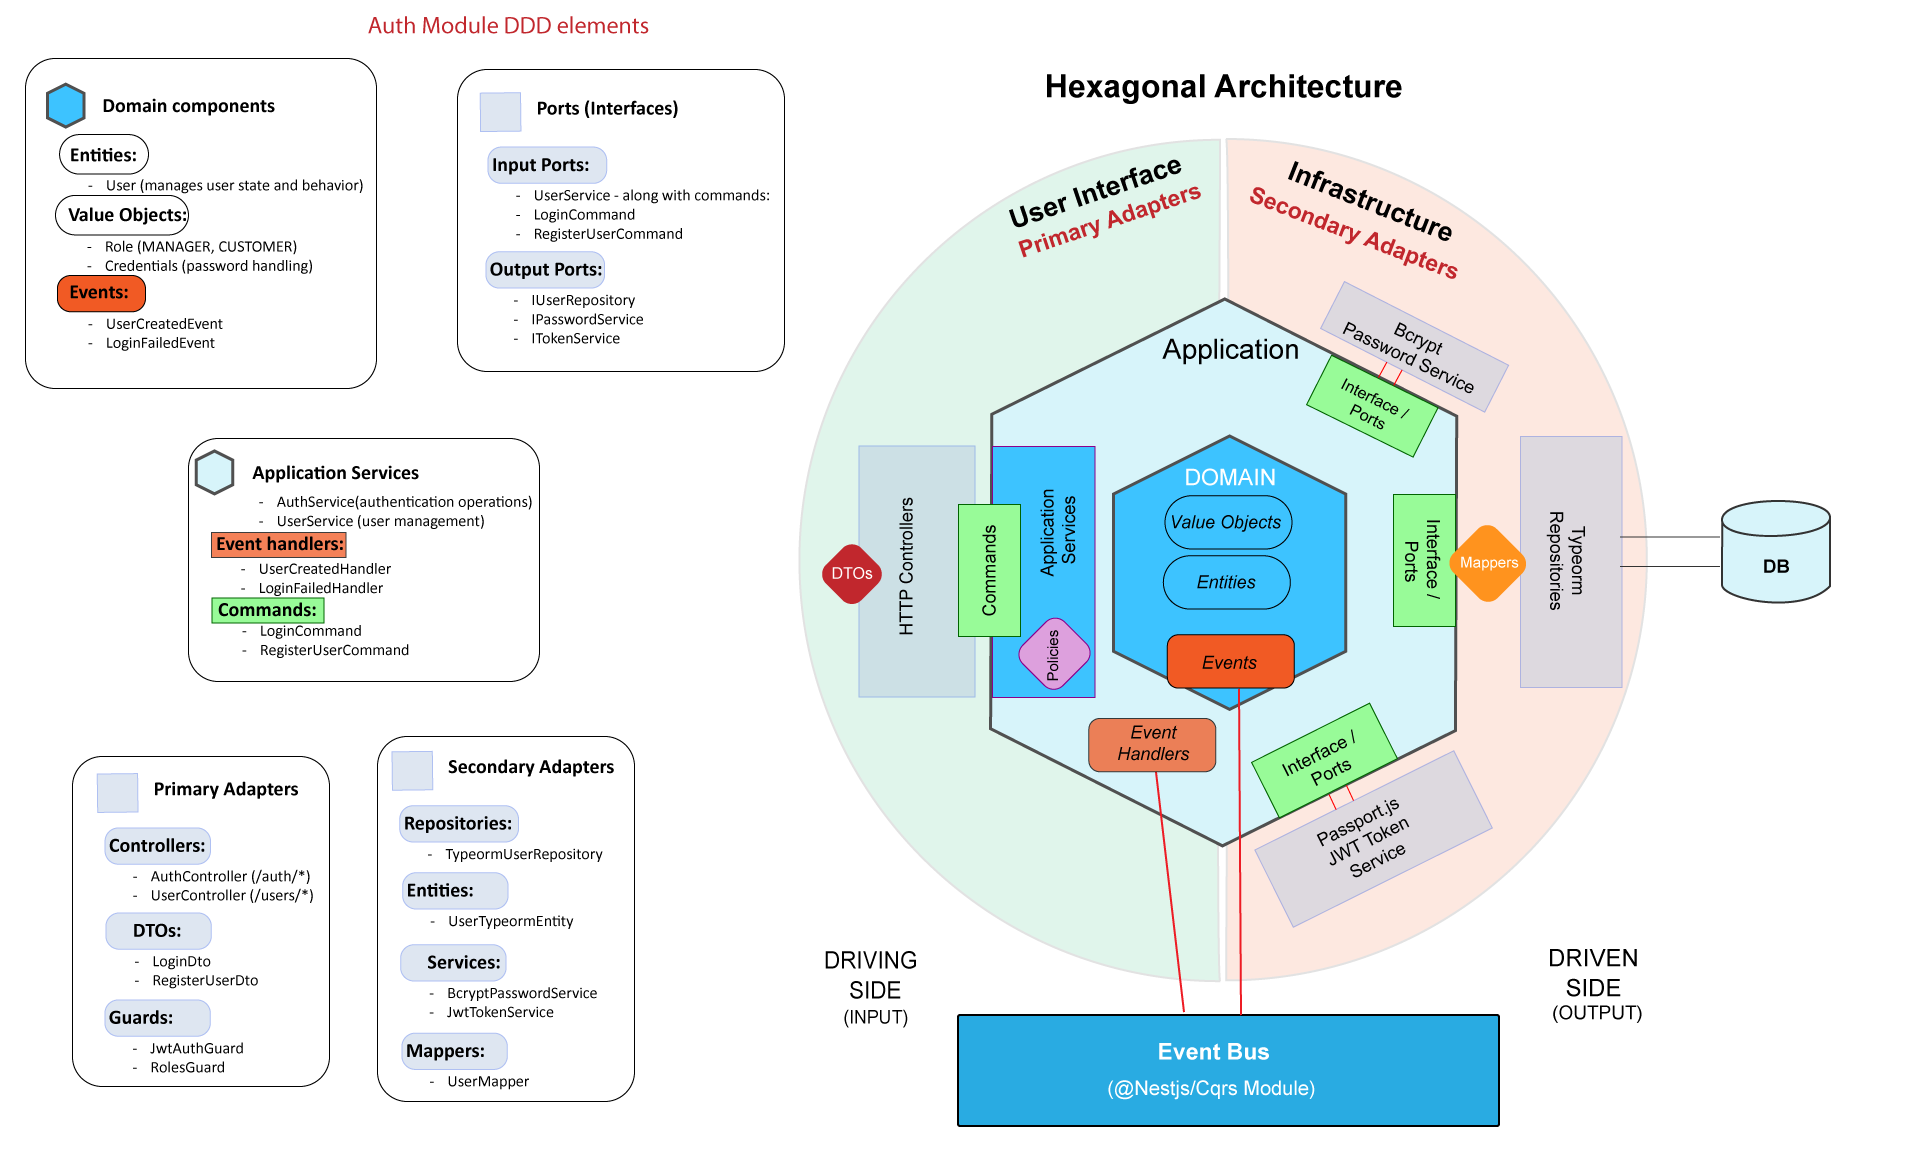 Auth Module DDD elements
Domain components
Entities:
- User (manages user state and behavior)
Value Objects:
- Role (MANAGER, CUSTOMER)
- Credentials (password handling)
Events:
- UserCreatedEvent
- LoginFailedEvent
Ports (Interfaces)
Input Ports:
- UserService - along with commands:
- LoginCommand
- RegisterUserCommand
Output Ports:
- IUserRepository
- IPasswordService
- ITokenService
Application Services
- AuthService(authentication operations)
- UserService (user management)
Event handlers:
- UserCreatedHandler
- LoginFailedHandler
Commands:
- LoginCommand
- RegisterUserCommand
Primary Adapters
Controllers:
- AuthController (/auth/*)
- UserController (/users/*)
DTOs:
- LoginDto
- RegisterUserDto
Guards:
- JwtAuthGuard
- RolesGuard
Secondary Adapters
Repositories:
- TypeormUserRepository
Entities:
- UserTypeormEntity
Services:
- BcryptPasswordService
- JwtTokenService
Mappers:
- UserMapper
Hexagonal Architecture
User Interface
Primary Adapters
Infrastructure
Secondary Adapters
Application
Bcrypt
Password Service
Interface /
Ports
DOMAIN
Value Objects
Entities
Events
DTOs
HTTP Controllers
Commands
Application
Services
Policies
Interface /
Ports
Mappers
Typeorm
Repositories
DB
Event
Handlers
Interface /
Ports
Passport.js
JWT Token
Service
DRIVING
SIDE
(INPUT)
DRIVEN
SIDE
(OUTPUT)
Event Bus
(@Nestjs/Cqrs Module)